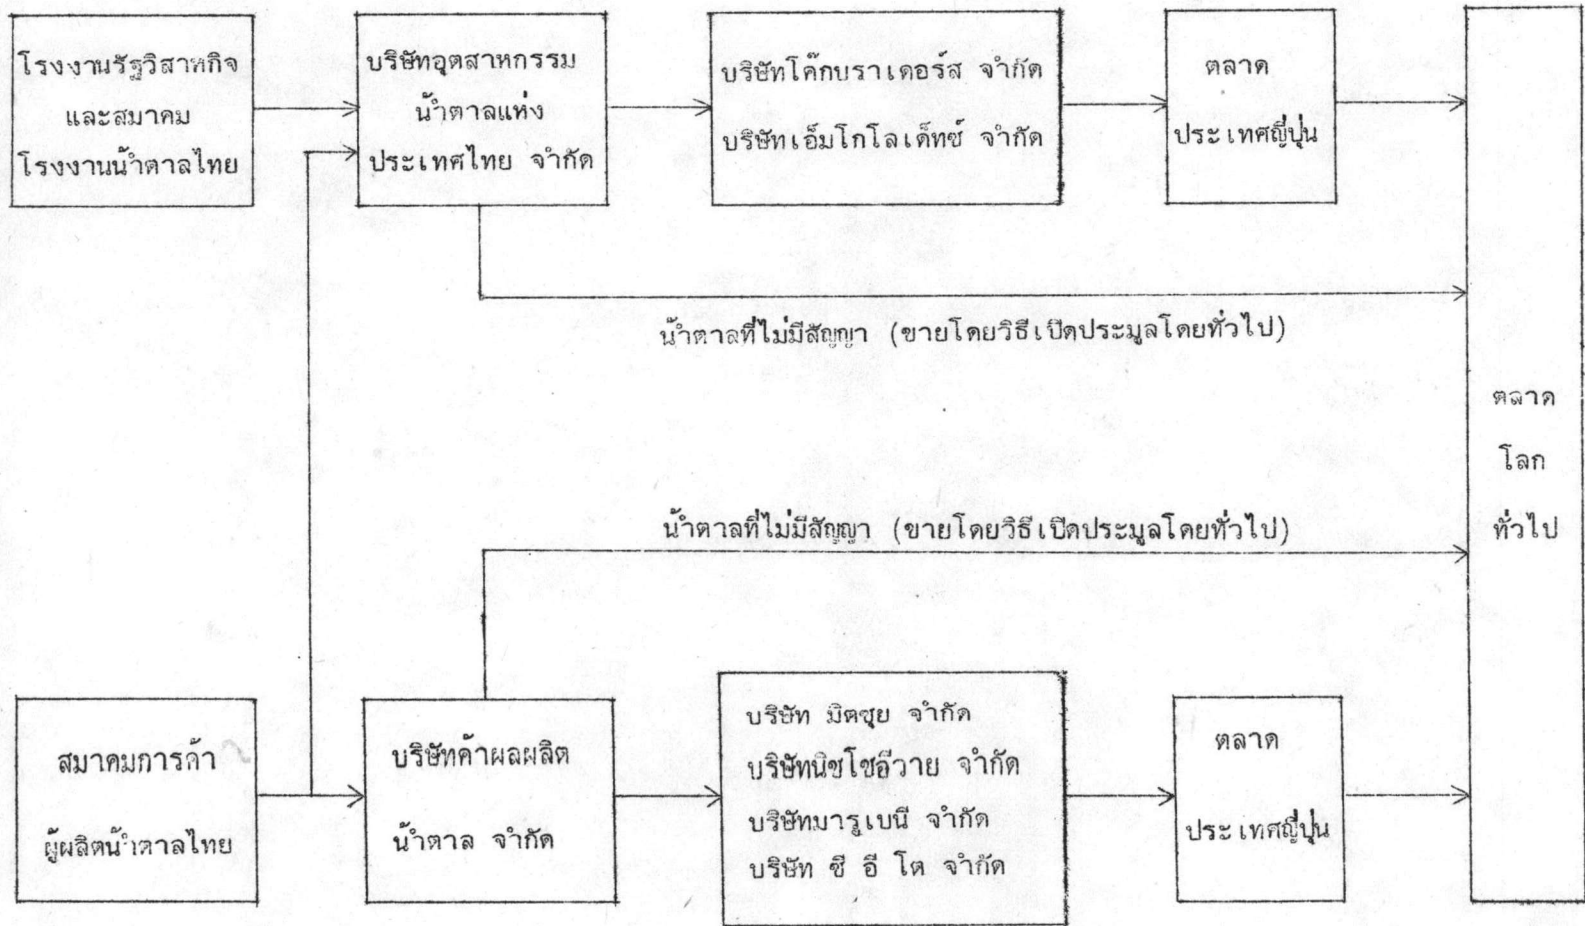 โรงงานรัฐวิสาหกิจ
และสมาคม
โรงงานน้ำตาลไทย
บริษัทอุตสาหกรรม
น้ำตาลแห่ง
ประเทศไทย จำกัด
บริษัทโค๊กบราเดอร์ส จำกัด
บริษัทเอ็มโกโลเด็ทซ์ จำกัด
ตลาด
ประเทศญี่ปุ่น
น้ำตาลที่ไม่มีสัญญา (ขายโดยวิธีเปิดประมูลโดยทั่วไป)
ตลาด
โลก
ทั่วไป
น้ำตาลที่ไม่มีสัญญา (ขายโดยวิธีเปิดประมูลโดยทั่วไป)
สมาคมการค้า
ผู้ผลิตน้ำตาลไทย
บริษัทค้าผลผลิต
น้ำตาล จำกัด
บริษัท มิตซุย จำกัด
บริษัทนิชโชอีวาย จำกัด
บริษัทมารูเบนี จำกัด
บริษัท ซี อี โต จำกัด
ตลาด
ประเทศญี่ปุ่น